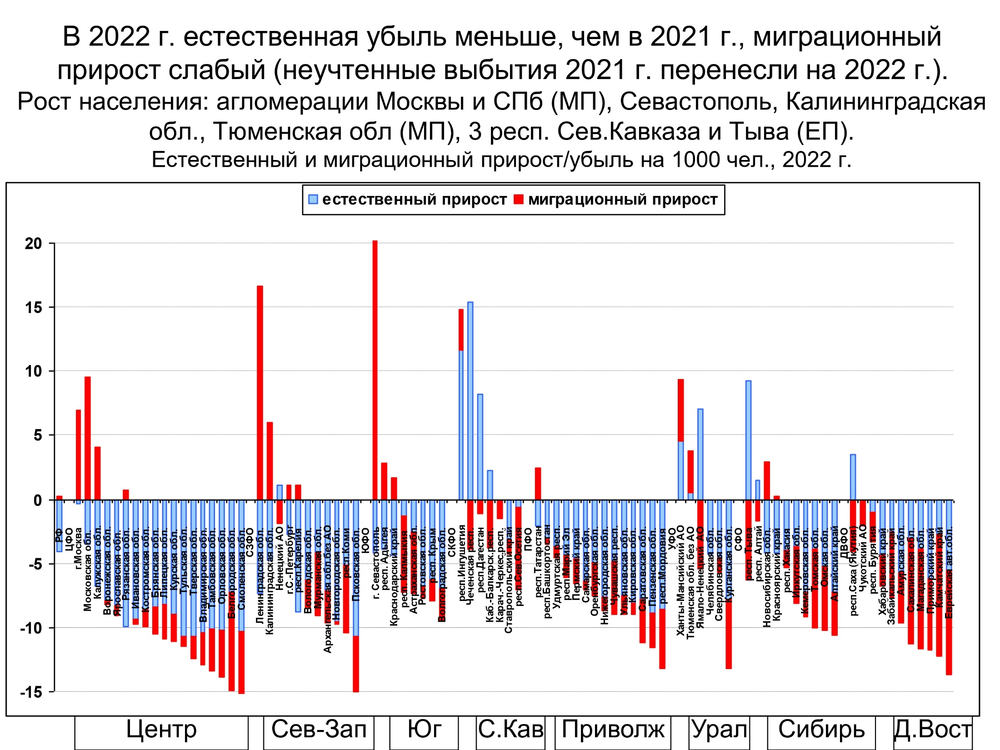 В 2022 г. естественная убыль меньше, чем в 2021 г., миграционный
прирост слабый (неучтенные выбытия 2021 г. перенесли на 2022 г.).
Рост населения: агломерации Москвы и СПб (МП), Севастополь, Калининградская
обл., Тюменская обл (МП), 3 респ. Сев.Кавказа и Тыва (ЕП).
Естественный и миграционный прирост/убыль на 1000 чел., 2022 г.
естественный прирост
миграционный прирост
20
15
10
5
0
-5
-10
-15
РФ
ЦФО
г.Москва
Московская обл.
Калужская обл.
Воронежская обл.
Ярославская обл.
Рязанская обл.
Ивановская обл.
Костромская обл.
Брянская обл.
Липецкая обл.
Курская обл.
Тульская обл.
Тверская обл.
Владимирская обл.
Тамбовская обл.
Орловская обл.
Белгородская обл.
Смоленская обл.
СЗФО
Ленинградская обл.
Калининградская обл.
Ненецкий АО
г.С.-Петербург
респ.Карелия
Вологодская обл.
Мурманская обл.
Архангельская обл.без АО
Новгородская обл.
респ.Коми
Псковская обл.
ЮФО
г. Севастополь
респ. Адыгея
Краснодарский край
респ.Калмыкия
Астраханская обл.
Ростовская обл.
респ. Крым
Волгоградская обл.
СКФО
респ.Ингушетия
Чеченская респ.
респ.Дагестан
Каб.-Балкарск.респ.
Карач.-Черкес.респ.
Ставропольский край
респ.Сев.Осетия
ПФО
респ.Татарстан
респ.Башкортостан
Удмуртская респ.
респ.Марий Эл
Пермский край
Самарская обл.
Оренбургская обл.
Нижегородская обл.
Чувашская респ.
Ульяновская обл.
Кировская обл.
Саратовская обл.
Пензенская обл.
респ.Мордовия
УФО
Ханты-Мансийский АО
Тюменская обл. без АО
Ямало-Ненецкий АО
Челябинская обл.
Свердловская обл.
Курганская обл.
СФО
респ. Тыва
респ. Алтай
Новосибирская обл.
Красноярский край
респ. Хакасия
Иркутская обл.
Кемеровская обл.
Томская обл.
Омская обл.
Алтайский край
ДВФО
респ.Саха (Якутия)
Чукотский АО
респ. Бурятия
Хабаровский край
Забайкальский край
Амурская обл.
Сахалинская обл.
Магаданская обл.
Приморский край
Камчатский край
Еврейская авт.обл.
Центр
Сев-Зап
Юг
С.Кав
Приволж
Урал
Сибирь
Д.Вост